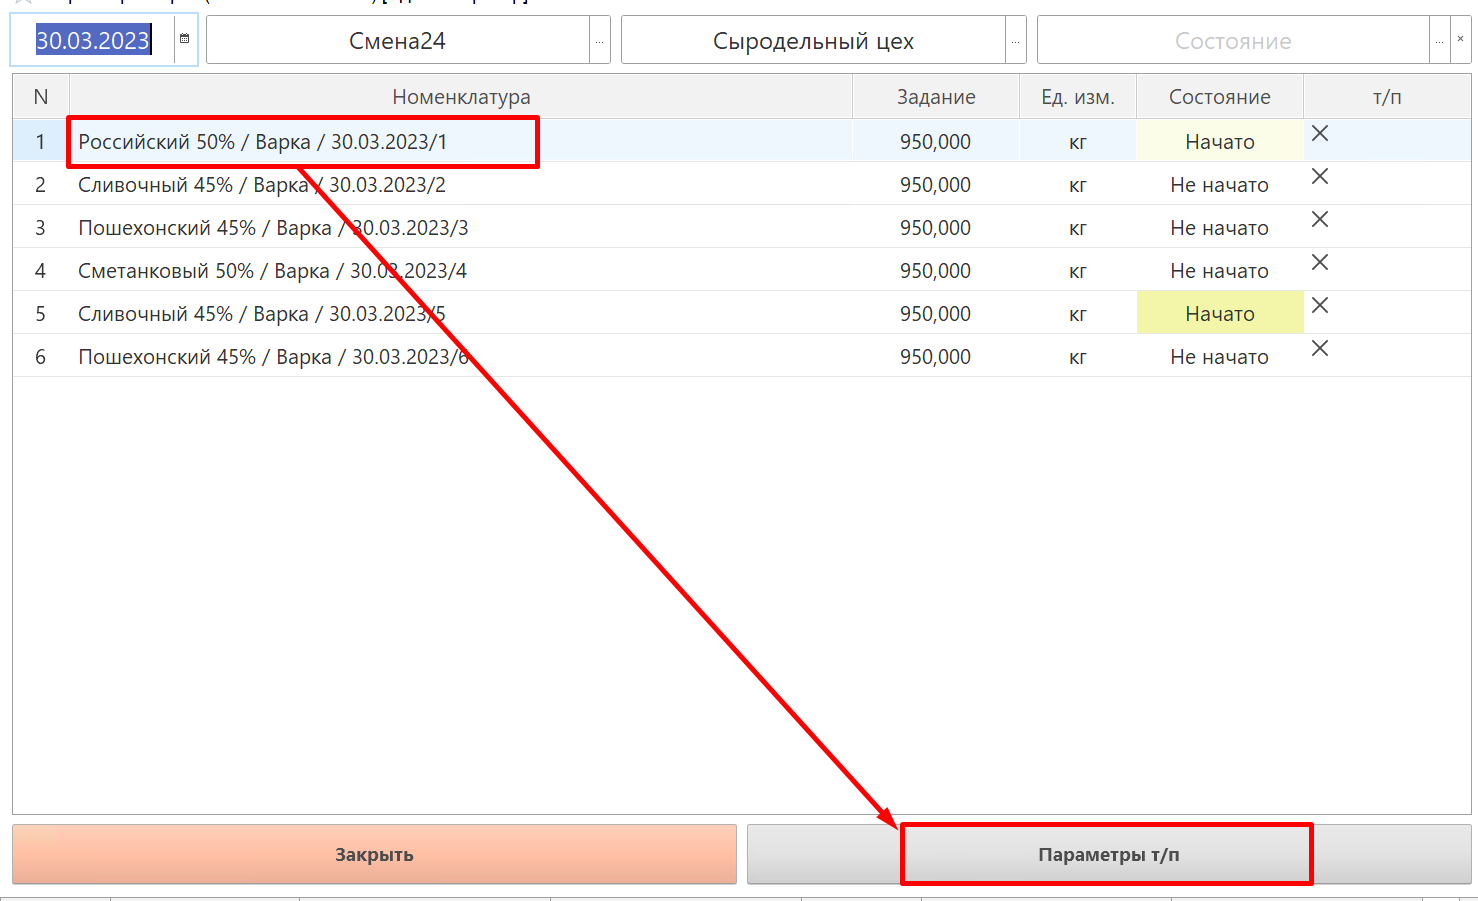 30.03.2023 Смена24 ... Сыродельный цех ... Состояние ... ×
N Номенклатура Задание Ед. изм. Состояние т/п
1 Российский 50% / Варка / 30.03.2023/1 950,000 кг Начато
2 Сливочный 45% / Варка / 30.03.2023/2 950,000 кг Не начато
3 Пошехонский 45% / Варка / 30.03.2023/3 950,000 кг Не начато
4 Сметанковый 50% / Варка / 30.03.2023/4 950,000 кг Не начато
5 Сливочный 45% / Варка / 30.03.2023/5 950,000 кг Начато
6 Пошехонский 45% / Варка / 30.03.2023/6 950,000 кг Не начато
Закрыть Параметры т/п